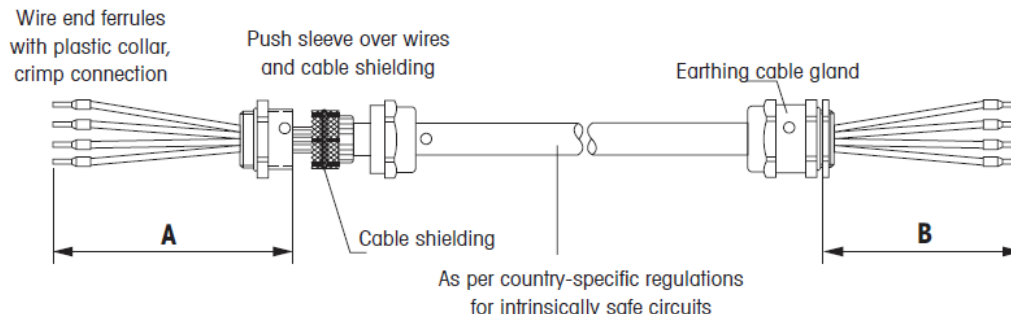 Wire end ferrules
with plastic collar,
crimp connection
Push sleeve over wires
and cable shielding
Earthing cable gland
A
Cable shielding
B
As per country-specific regulations
for intrinsically safe circuits